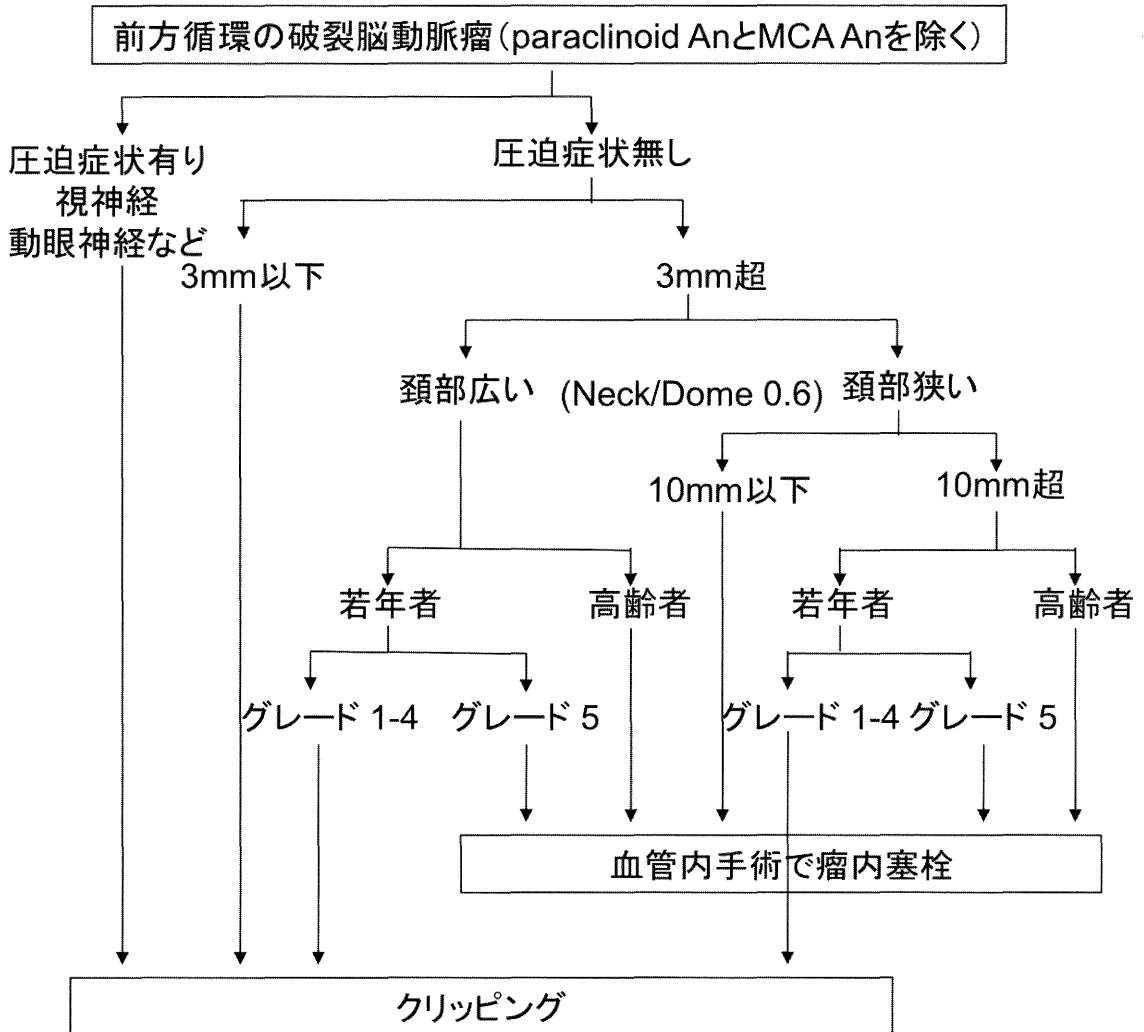 前方循環の破裂脳動脈瘤(paraclinoid AnとMCA Anを除く)
圧迫症状有り
視神経
動眼神経など
圧迫症状無し
3mm以下
3mm超
頚部広い (Neck/Dome 0.6) 頚部狭い
10mm以下
10mm超
若年者
高齢者
若年者
高齢者
グレード 1-4
グレード 5
グレード 1-4
グレード 5
血管内手術で瘤内塞栓
クリッピング